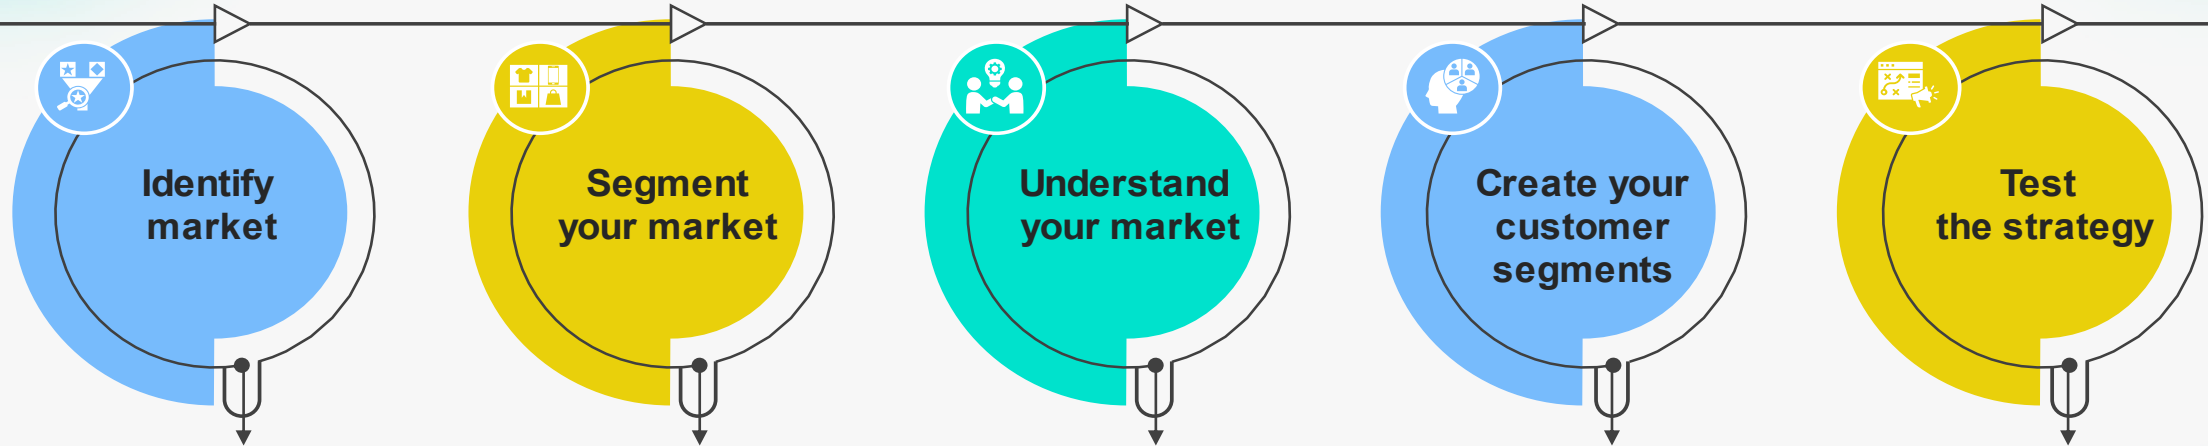 Identify
market
Segment
your market
Understand
your market
Create your
customer
segments
Test
the strategy